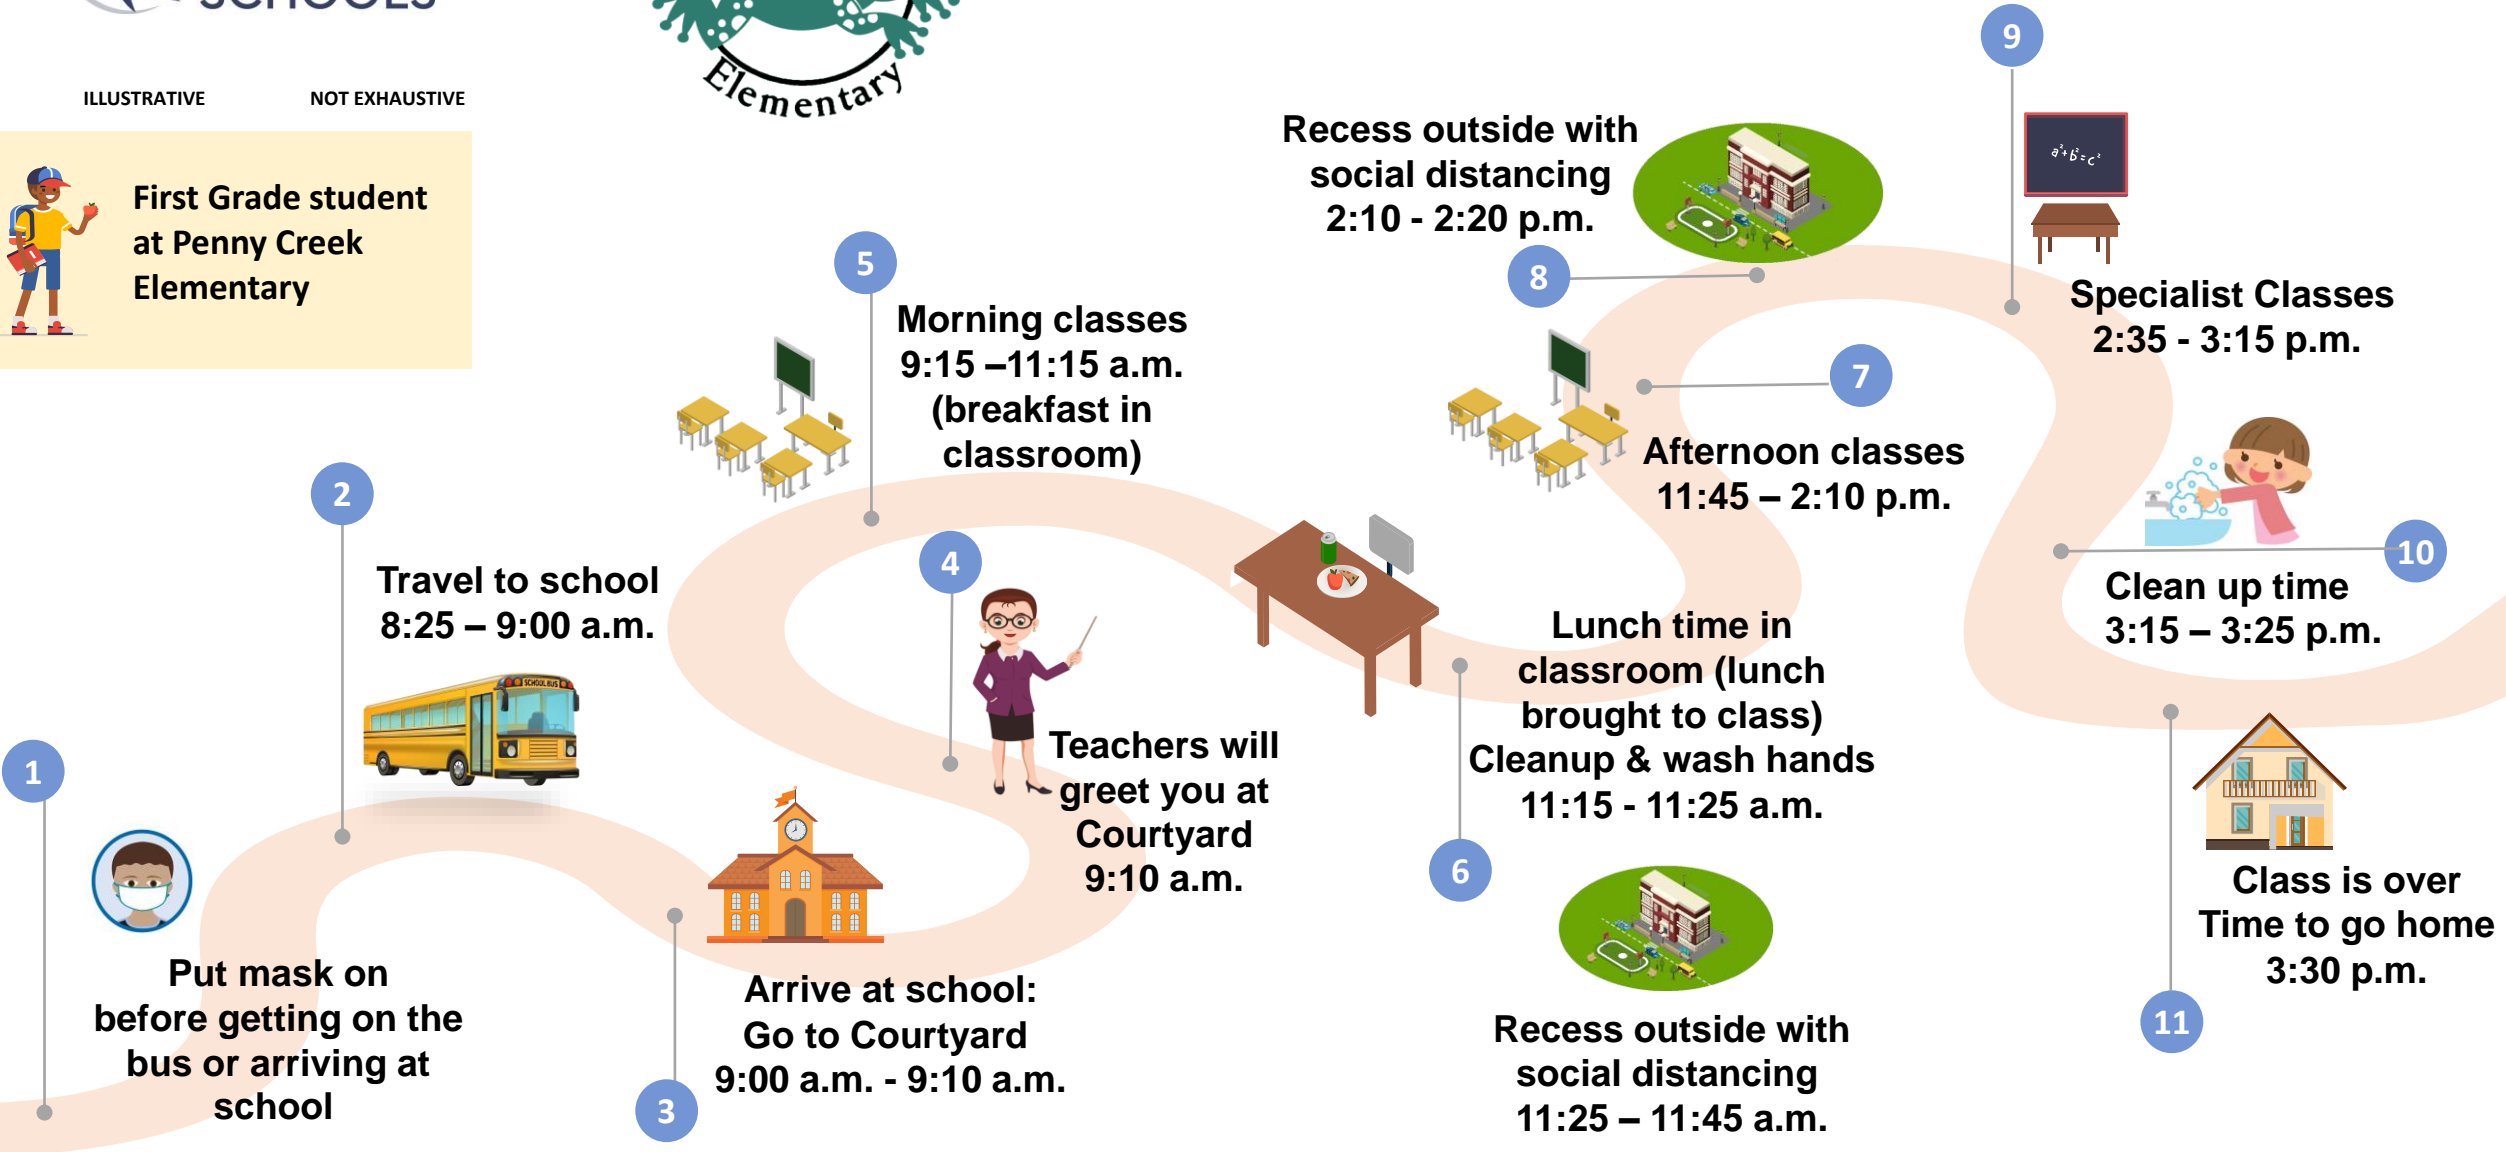 SCHOOLS
Elementary
ILLUSTRATIVE
NOT EXHAUSTIVE
First Grade student
at Penny Creek
Elementary
1
Put mask on
before getting on the
bus or arriving at
school
2
Travel to school
8:25 – 9:00 a.m.
SCHOOL BUS
3
Arrive at school:
Go to Courtyard
9:00 a.m. - 9:10 a.m.
4
Teachers will
greet you at
Courtyard
9:10 a.m.
5
Morning classes
9:15 –11:15 a.m.
(breakfast in
classroom)
6
Lunch time in
classroom (lunch
brought to class)
Cleanup & wash hands
11:15 - 11:25 a.m.
Recess outside with
social distancing
11:25 – 11:45 a.m.
7
Afternoon classes
11:45 – 2:10 p.m.
8
Recess outside with
social distancing
2:10 - 2:20 p.m.
9
a²+b²=c²
Specialist Classes
2:35 - 3:15 p.m.
10
Clean up time
3:15 – 3:25 p.m.
11
Class is over
Time to go home
3:30 p.m.